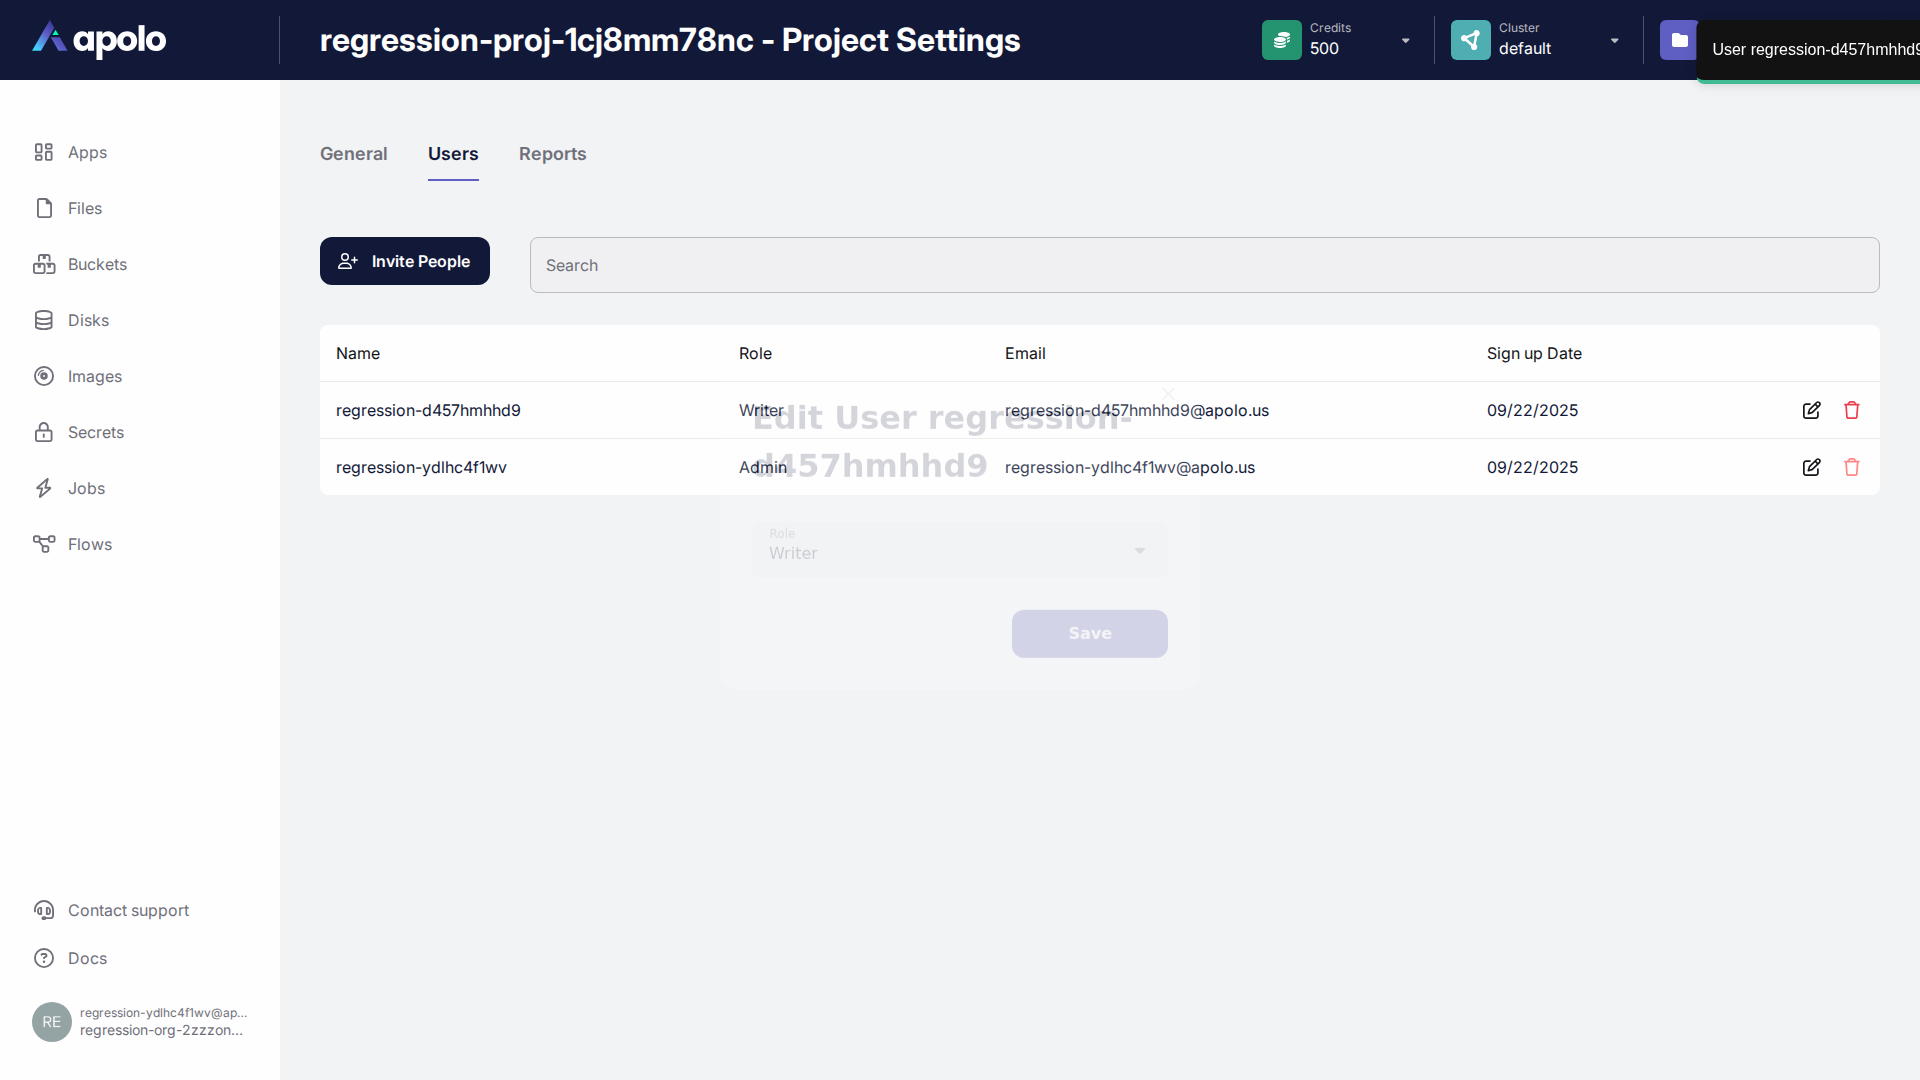 apolo
regression-proj-1cj8mm78nc - Project Settings
Credits
500
Cluster
default
User regression-d457hmhhd9
Apps
Files
Buckets
Disks
Images
Secrets
Jobs
Flows
Contact support
Docs
RE
regression-ydlhc4f1wv@ap...
regression-org-2zzzon...
General Users Reports
Invite People
Search
Name Role Email Sign up Date
regression-d457hmhhd9 Writer regression-d457hmhhd9@apolo.us 09/22/2025
regression-ydlhc4f1wv Admin regression-ydlhc4f1wv@apolo.us 09/22/2025
Edit User regression-
d457hmhhd9
Role
Writer
Save